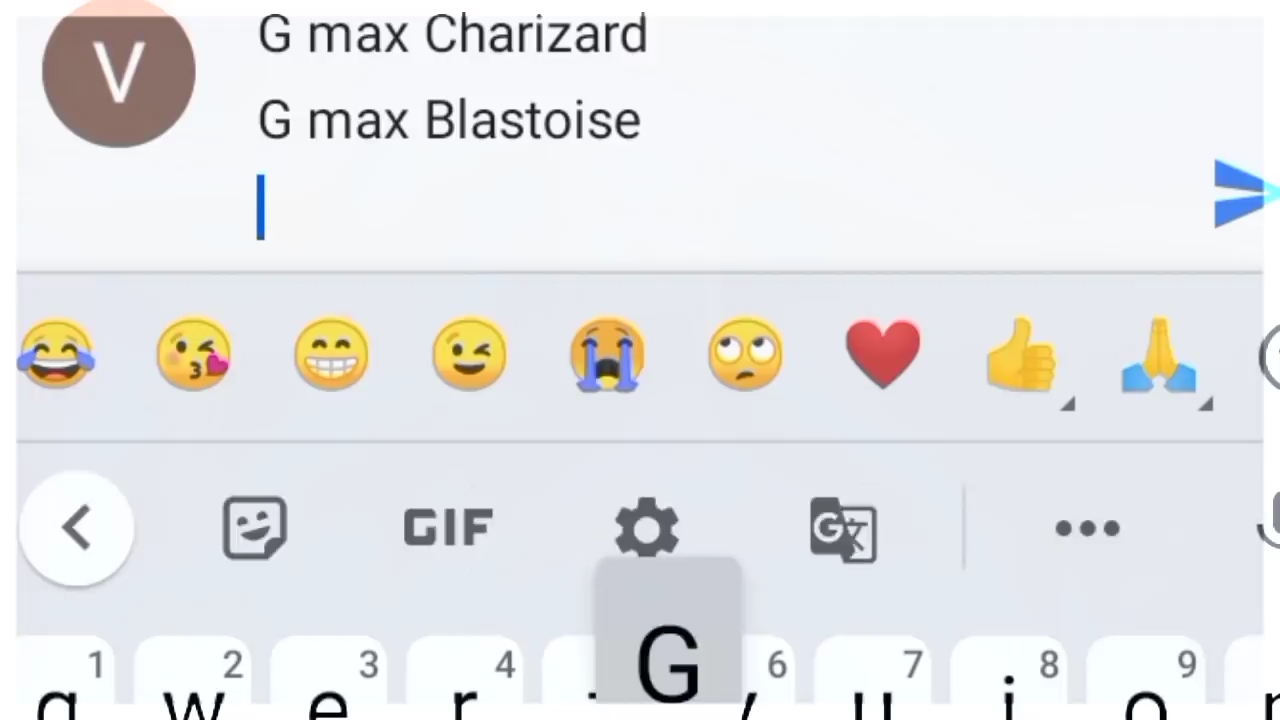 V
G max Charizard
G max Blastoise
GIF
G
1 2 3 4 6 7 8 9
q w e r y u i o
G